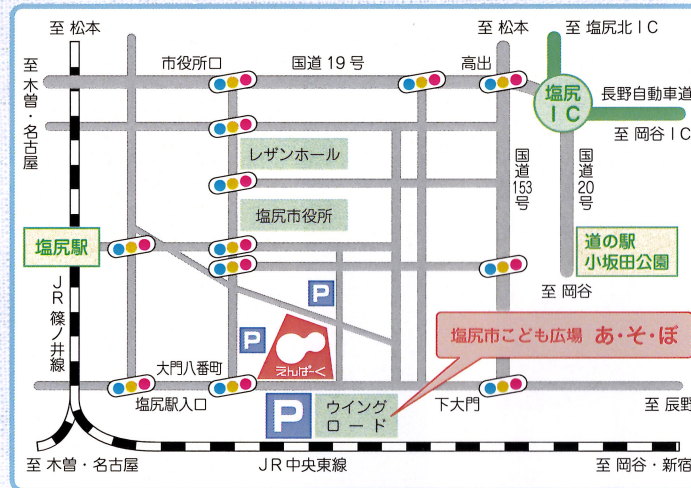 至 松本
至 松本
至 塩尻北IC
至 木曽・名古屋
市役所口
国道19号
高出
塩尻
IC
長野自動車道
至 岡谷IC
レザンホール
国道153号
国道20号
塩尻市役所
塩尻駅
道の駅
小坂田公園
P
至 岡谷
JR篠ノ井線
P
塩尻市こども広場 あ・そ・ぼ
えんぱーく
大門八番町
塩尻駅入口
P
ウイング
ロード
下大門
至 辰野
至 木曽・名古屋
JR中央東線
至 岡谷・新宿